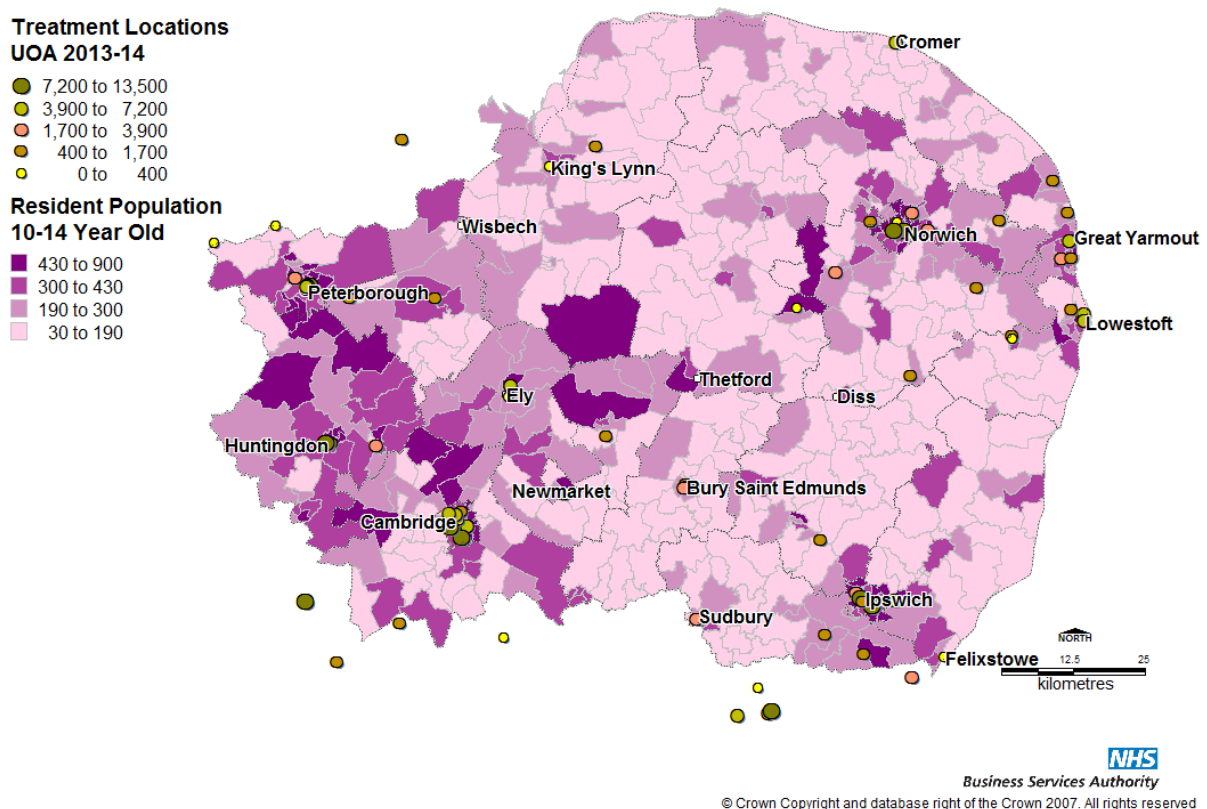 Treatment Locations
UOA 2013-14
7,200 to 13,500
3,900 to 7,200
1,700 to 3,900
400 to 1,700
0 to 400
Resident Population
10-14 Year Old
430 to 900
300 to 430
190 to 300
30 to 190
Cromer
King's Lynn
Wisbech
Norwich
Great Yarmout
Peterborough
Lowestoft
Thetford
Ely
Diss
Huntingdon
Newmarket
Bury Saint Edmunds
Cambridge
Ipswich
Sudbury
Felixstowe
NORTH
12.5 25
kilometres
NHS
Business Services Authority
© Crown Copyright and database right of the Crown 2007. All rights reserved